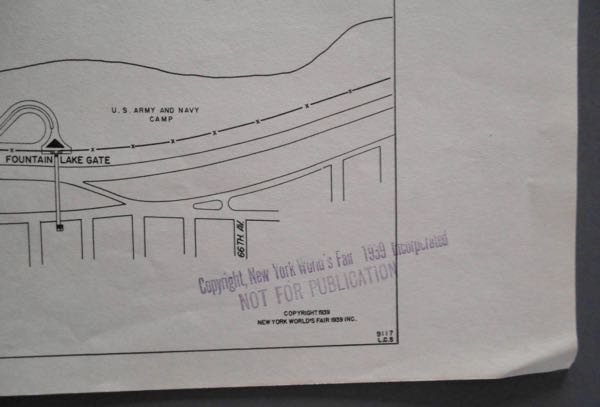 U.S. ARMY AND NAVY
CAMP
FOUNTAIN LAKE GATE
66TH AV
Copyright, New York World's Fair 1939 Incorporated
NOT FOR PUBLICATION
COPYRIGHT 1939
NEW YORK WORLD'S FAIR 1939 INC.
9117
L.C.S